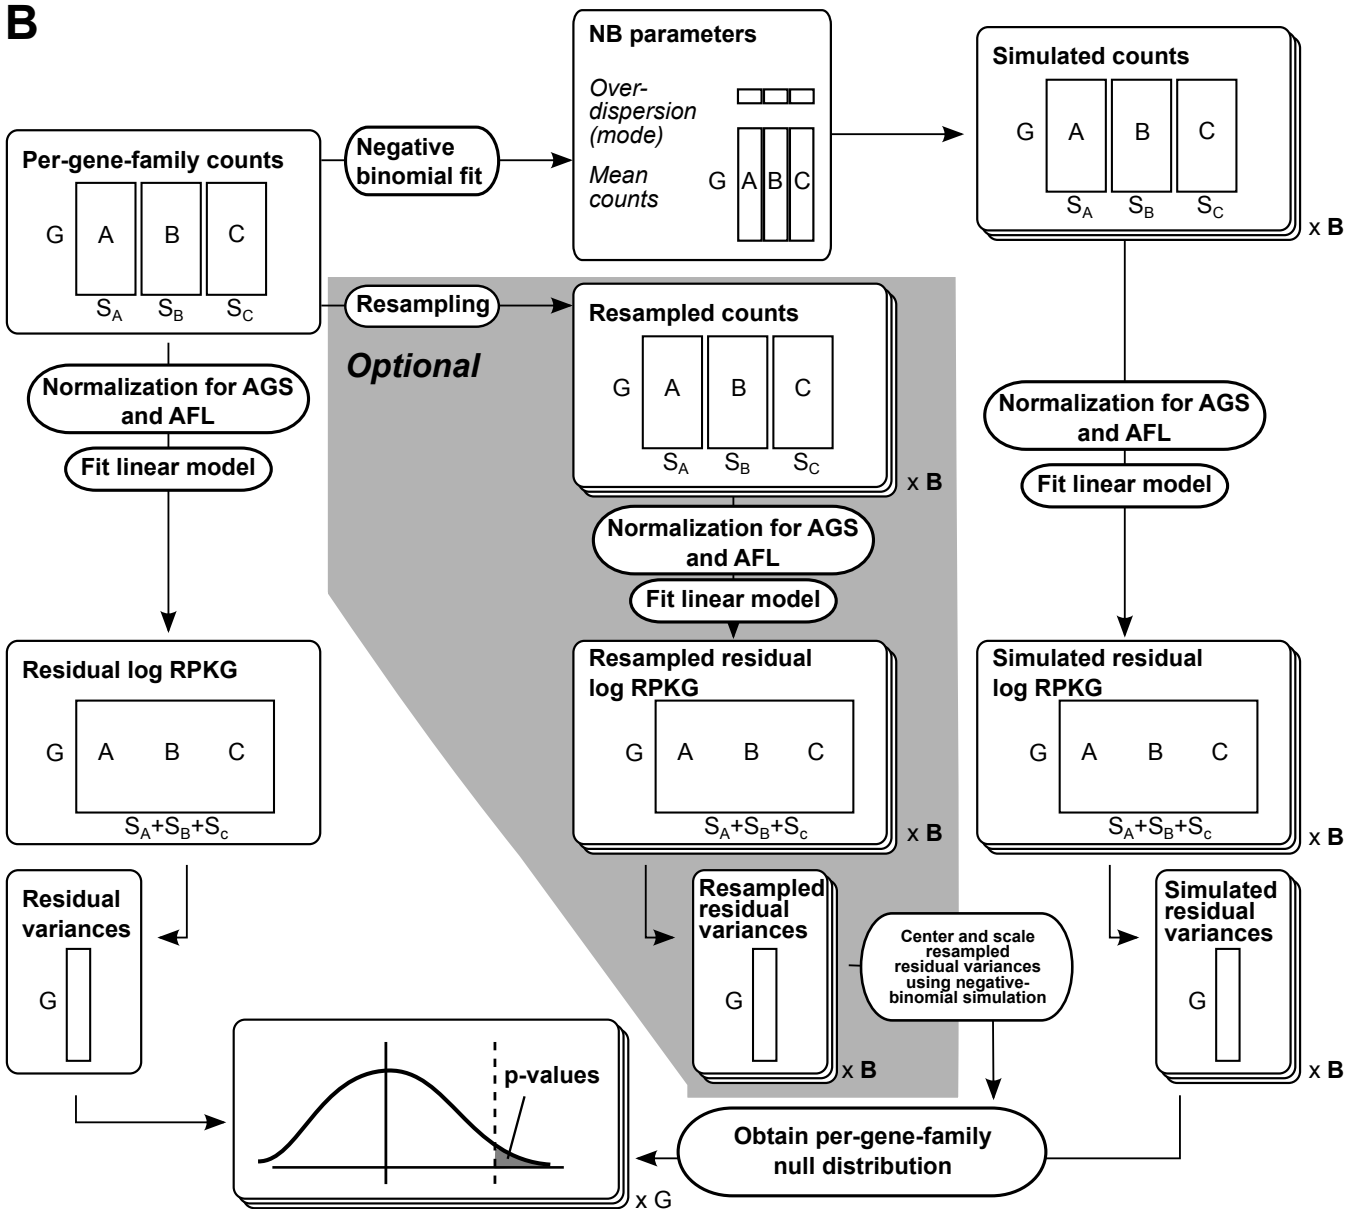 B
NB parameters
Over-
dispersion
(mode)
Mean
counts
G A B C
Simulated counts
G A B C
S_A S_B S_C
x B
Per-gene-family counts
G A B C
S_A S_B S_C
Negative
binomial fit
Resampling
Optional
Resampled counts
G A B C
S_A S_B S_C
x B
Normalization for AGS
and AFL
Fit linear model
Normalization for AGS
and AFL
Fit linear model
Normalization for AGS
and AFL
Fit linear model
Residual log RPKG
G A B C
S_A+S_B+S_c
Resampled residual
log RPKG
G A B C
S_A+S_B+S_c
x B
Simulated residual
log RPKG
G A B C
S_A+S_B+S_c
x B
Residual
variances
G
Resampled
residual
variances
G
x B
Center and scale
resampled
residual variances
using negative-
binomial simulation
Simulated
residual
variances
G
x B
p-values
x G
Obtain per-gene-family
null distribution